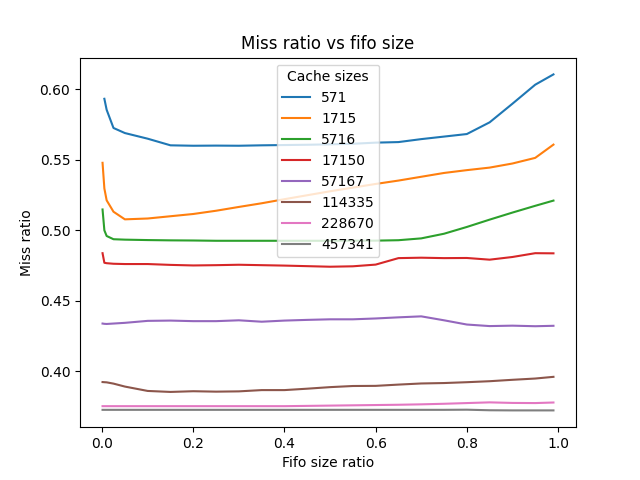 Miss ratio vs fifo size
Cache sizes
571
1715
5716
17150
57167
114335
228670
457341
0.60
0.55
0.50
0.45
0.40
Miss ratio
0.0 0.2 0.4 0.6 0.8 1.0
Fifo size ratio